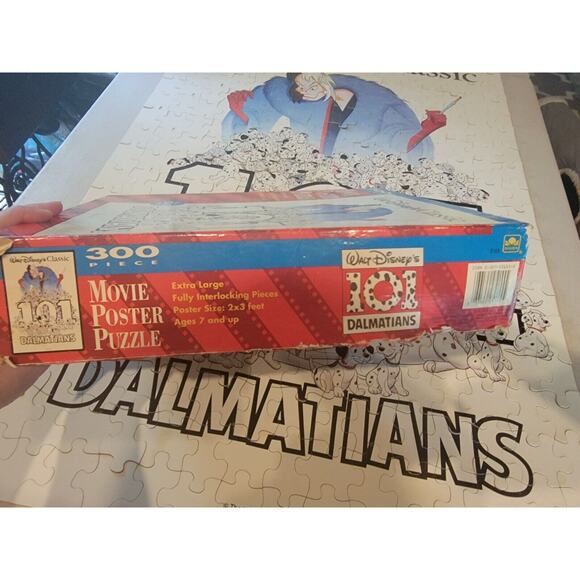 Classic
300
PIECE
MOVIE
POSTER
PUZZLE
Extra Large
Fully Interlocking Pieces
Poster Size: 2x3 feet
Ages 7 and up
Walt Disney's Classic
101
DALMATIANS
WALT DISNEY'S
101
DALMATIANS
DALMATIANS